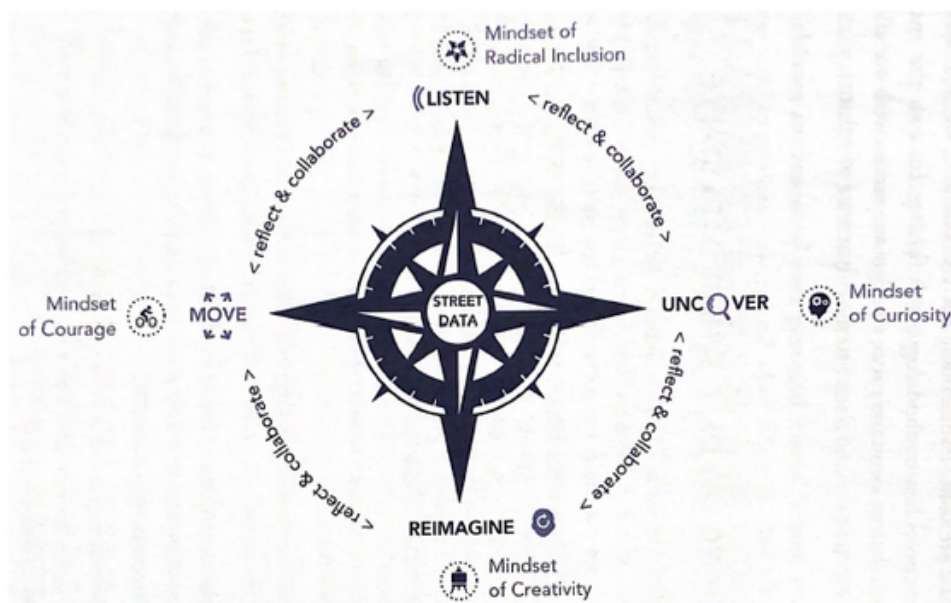 Mindset of
Radical Inclusion
LISTEN
< reflect & collaborate >
< reflect & collaborate >
STREET
DATA
Mindset
of Courage
MOVE
UNCOVER
Mindset
of Curiosity
< reflect & collaborate >
< reflect & collaborate >
REIMAGINE
Mindset
of Creativity